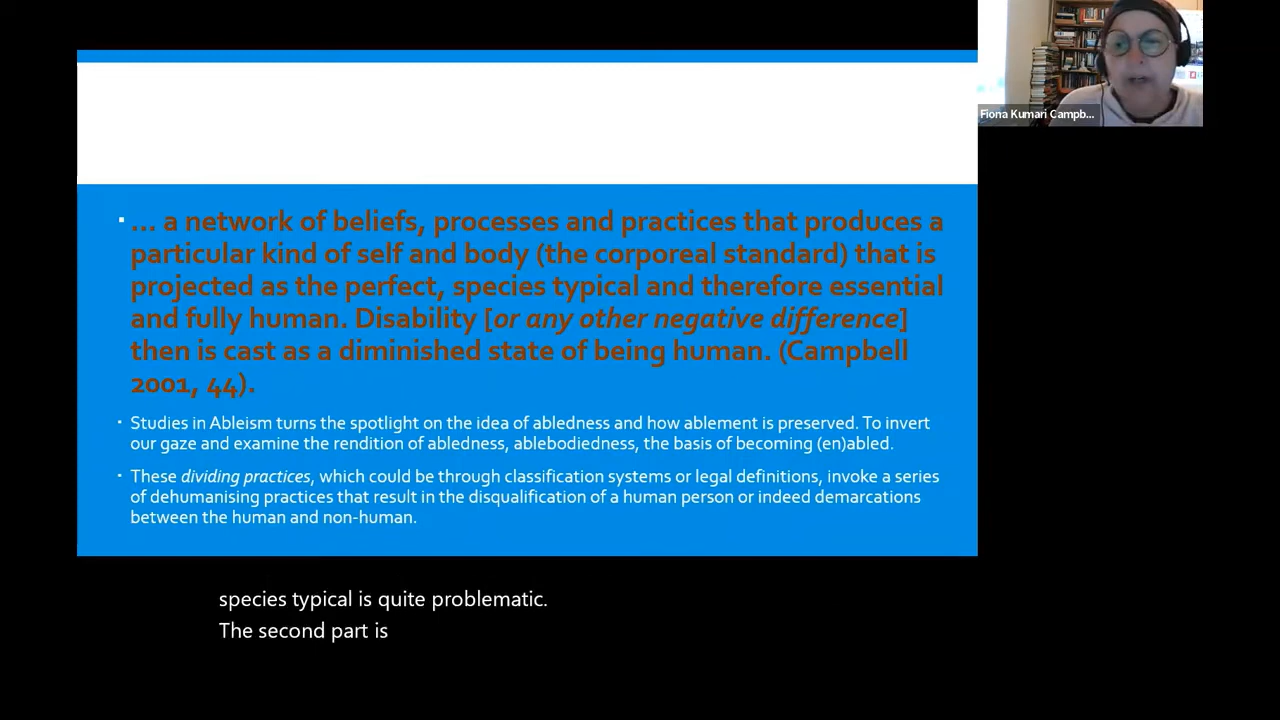 Fiona Kumari Campb...
... a network of beliefs, processes and practices that produces a
particular kind of self and body (the corporeal standard) that is
projected as the perfect, species typical and therefore essential
and fully human. Disability [or any other negative difference]
then is cast as a diminished state of being human. (Campbell
2001, 44).
Studies in Ableism turns the spotlight on the idea of abledness and how ablement is preserved. To invert
our gaze and examine the rendition of abledness, ablebodiedness, the basis of becoming (en)abled.
These dividing practices, which could be through classification systems or legal definitions, invoke a series
of dehumanising practices that result in the disqualification of a human person or indeed demarcations
between the human and non-human.
species typical is quite problematic.
The second part is